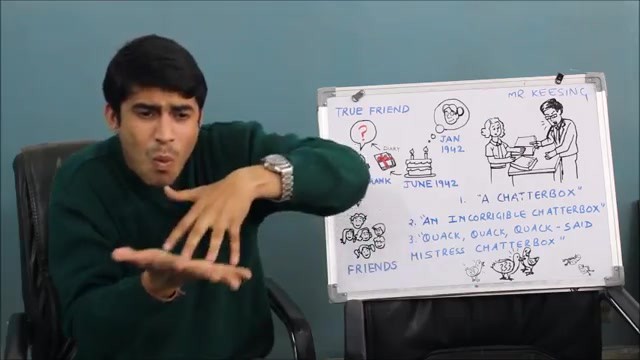 MR KEESING
TRUE FRIEND
?
DIARY
JAN
1942
JUNE 1942
1. "A CHATTERBOX"
2. "AN INCORRIGIBLE CHATTERBOX"
3. "QUACK, QUACK, QUACK - SAID
MISTRESS CHATTERBOX"
FRIENDS